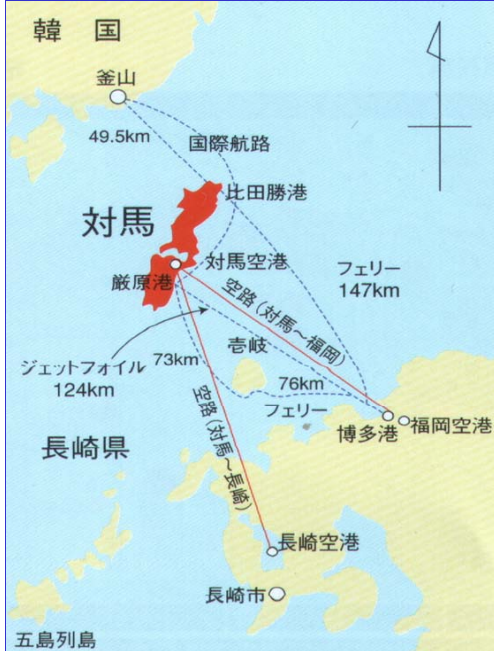 韓国
釜山
49.5km
国際航路
比田勝港
対馬
対馬空港
厳原港
フェリー
147km
空路(対馬〜福岡)
壱岐
ジェットフォイル
124km
73km
76km
フェリー
空路(対馬〜長崎)
博多港
福岡空港
長崎県
長崎空港
長崎市
五島列島